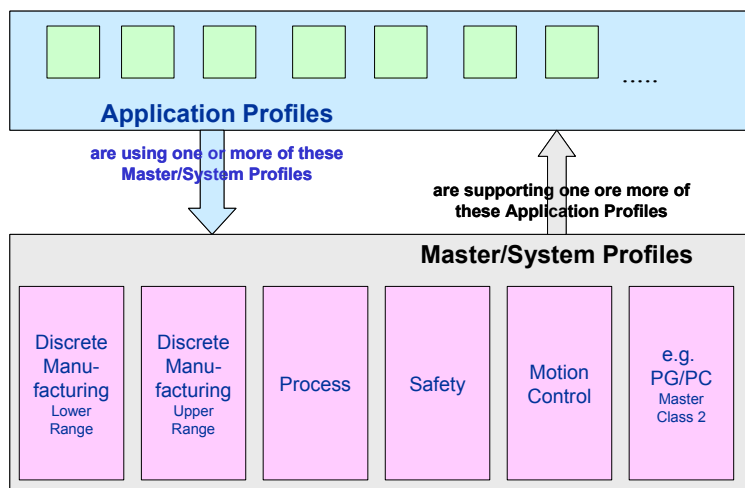 .....
Application Profiles
are using one or more of these
Master/System Profiles
are supporting one ore more of
these Application Profiles
Master/System Profiles
Discrete
Manu-
facturing
Lower
Range
Discrete
Manu-
facturing
Upper
Range
Process
Safety
Motion
Control
e.g.
PG/PC
Master
Class 2